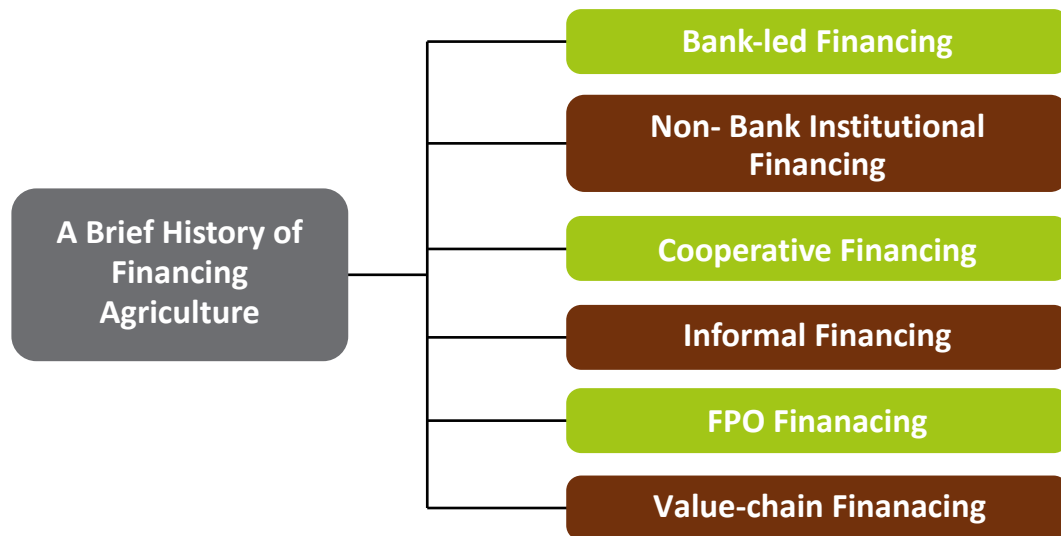 A Brief History of
Financing
Agriculture
Bank-led Financing
Non- Bank Institutional
Financing
Cooperative Financing
Informal Financing
FPO Finanacing
Value-chain Finanacing